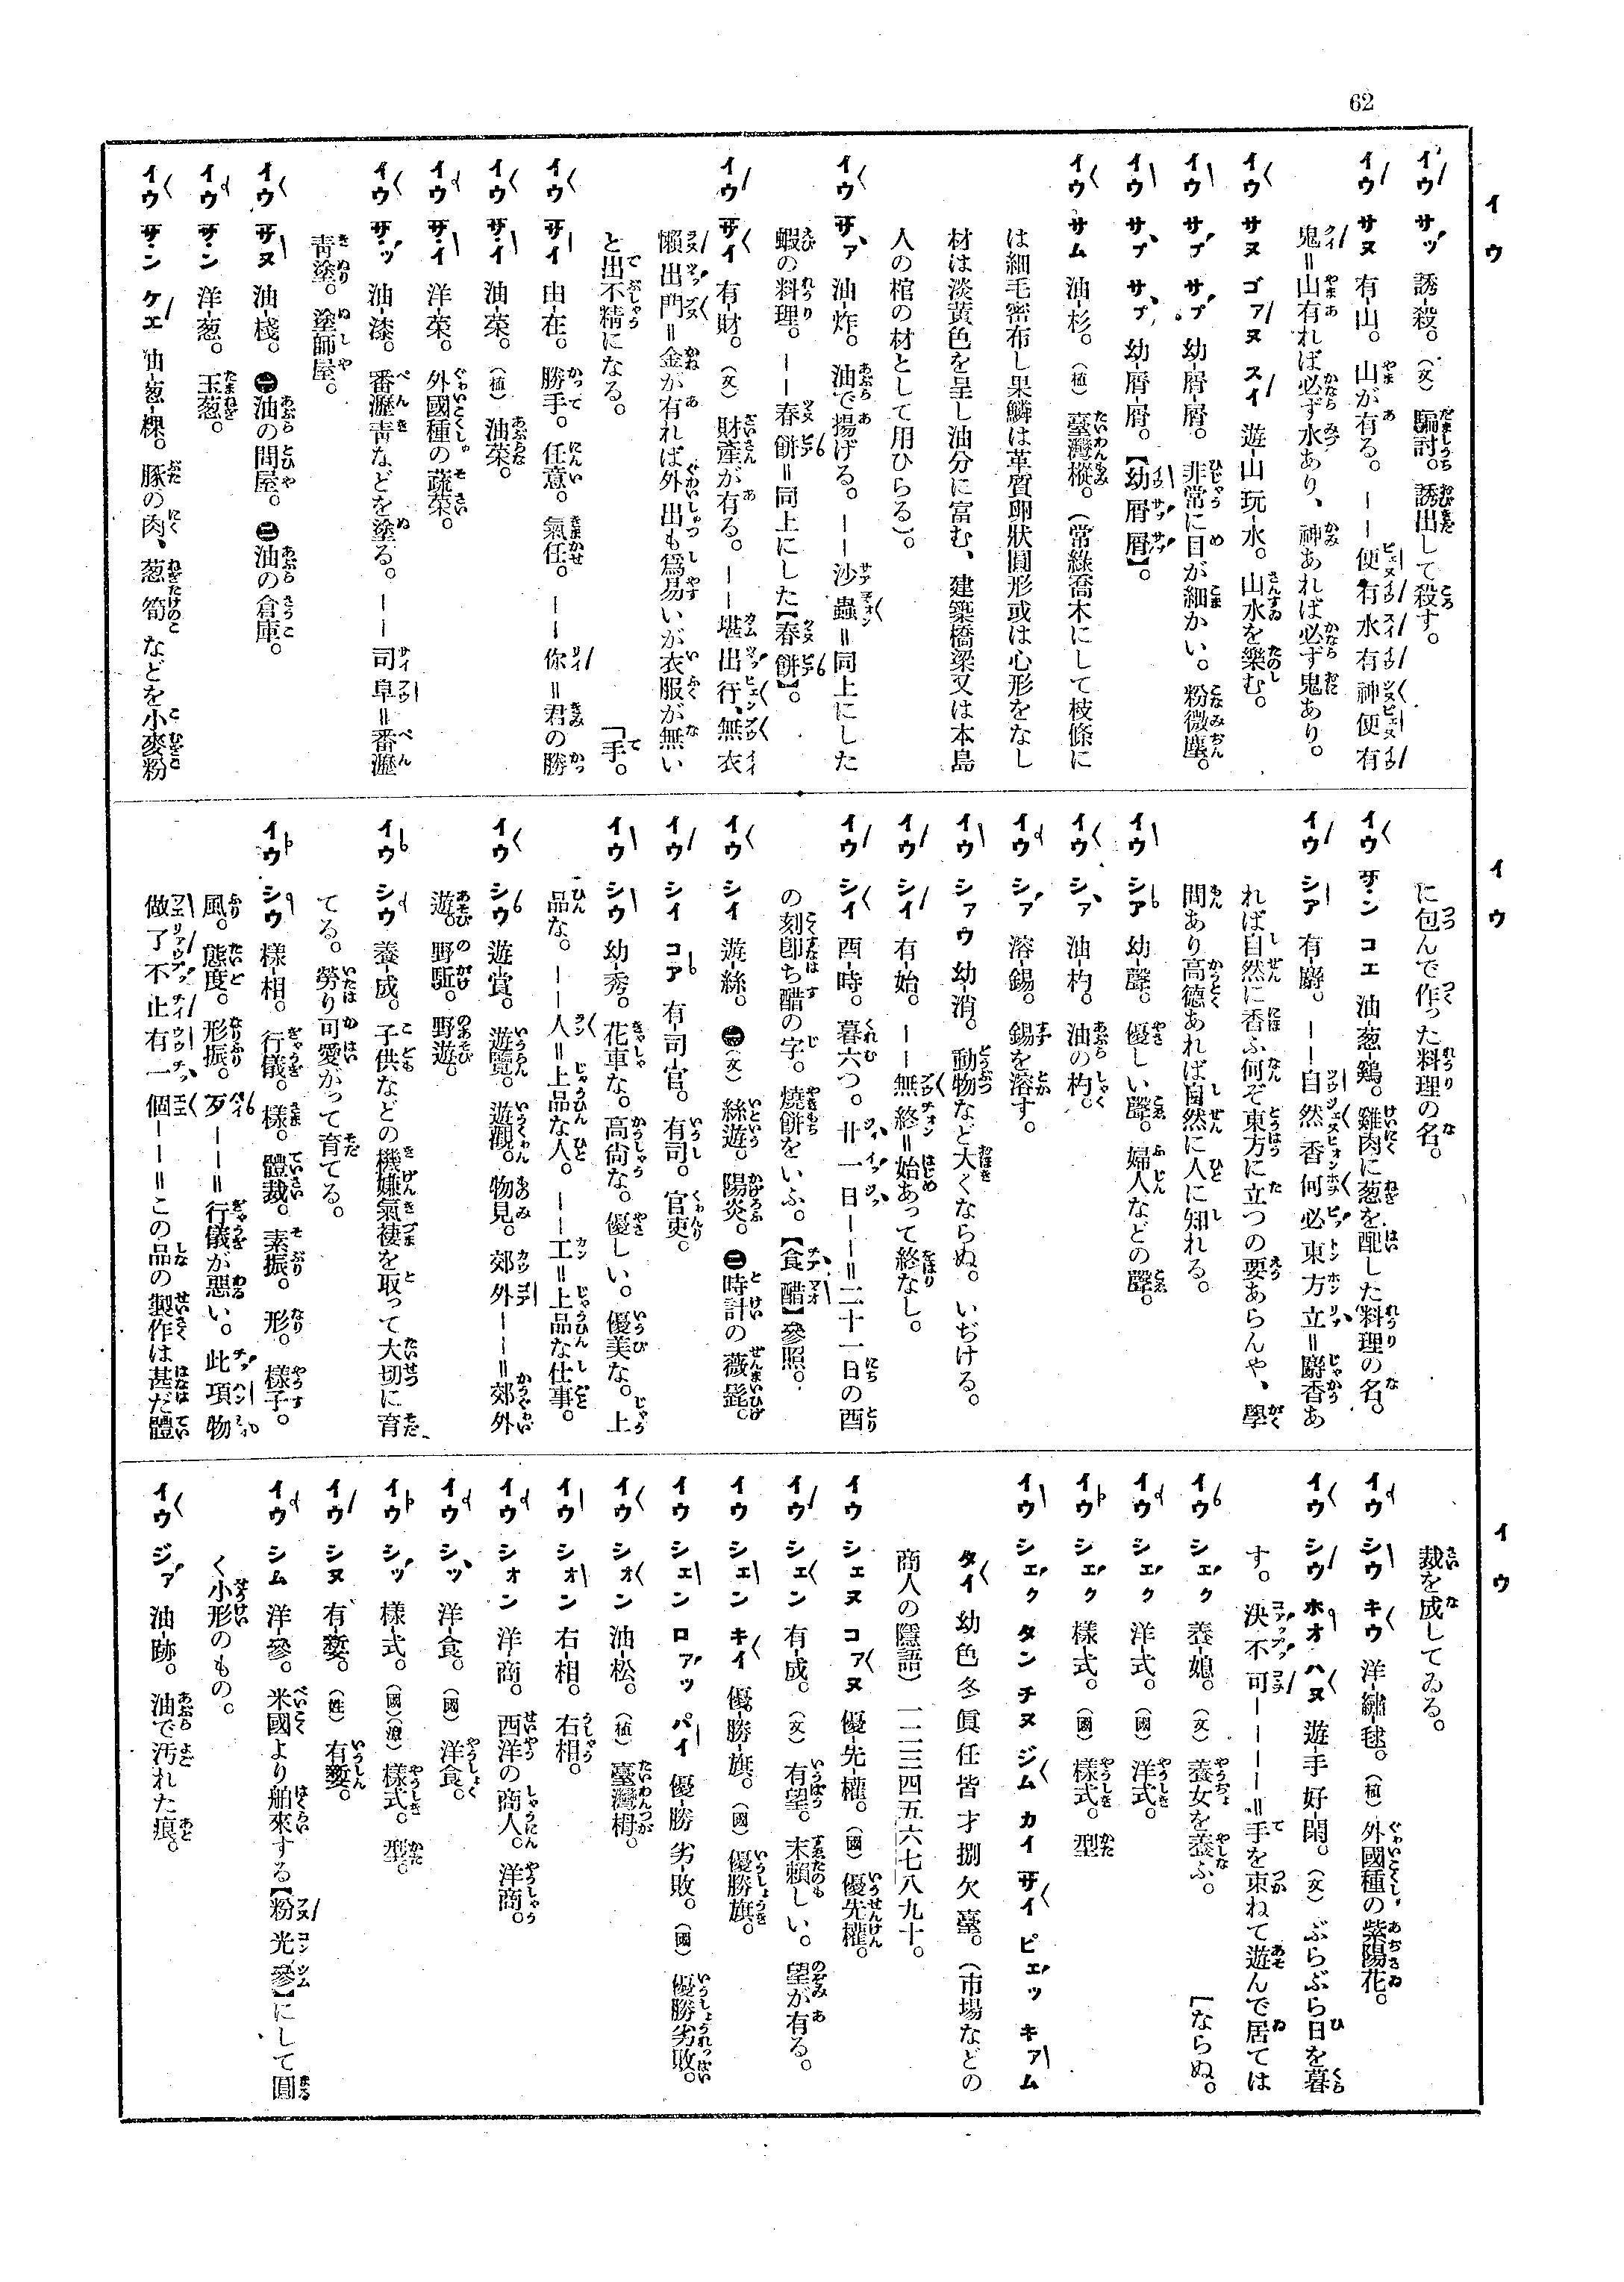 62
イウ
イウ サッ 誘-殺。（文）騙討。誘出して殺す。
イウ サヌ 有-山。山が有る。――便有水有神便有
鬼＝山有れば必ず水あり、神あれば必ず鬼あり。
イウ サヌ ゴァヌ スイ 遊-山玩-水。山水を樂む。
イウ サプ サプ 幼-屑-屑。非常に目が細かい。粉微塵。
イウ サプ サプ 幼-屑-屑。【幼屑屑】。
イウ サム 油-杉。（植）臺灣樅。（常綠喬木にして枝條に
は細毛密布し果鱗は革質卵狀圓形或は心形をなし
材は淡黃色を呈し油分に富む、建築橋梁又は本島
人の棺の材として用ひらる）。
イウ サァ 油-炸。油で揚げる。――沙蟲＝同上にした
蝦の料理。――春餅＝同上にした【春餅】。
イウ サイ 有-財。（文）財產が有る。――堪出行、無衣
懶出門＝金が有れば外出も爲易いが衣服が無い
と出不精になる。
イウ サイ 由-在。勝手。任意。氣任。――你＝君の勝
「手。
イウ サイ 油-菜。（植）油菜。
イウ サイ 洋-菜。外國種の蔬菜。
イウ サッ 油-漆。番瀝靑などを塗る。――司阜＝番瀝
靑塗。塗師屋。
イウ サヌ 油-棧。㊀油の問屋。㊁油の倉庫。
イウ サン 洋-葱。玉葱。
イウ サン ケエ 油-葱-粿。豚の肉、葱筍などを小麥粉
イウ
に包んで作った料理の名。
イウ サン コエ 油葱-鷄。雞肉に葱を配した料理の名。
イウ シア 有-麝。――自然香何必東方立＝麝香あ
れば自然に香ふ何ぞ東方に立つの要あらんや、學
問あり高德あれば自然に人に知れる。
イウ シア 幼-聲。優しい聲。婦人などの聲。
イウ シァ 油-杓。油の杓。
イウ シァ 溶-錫。錫を溶す。
イウ シァウ 幼-消。動物など大くならぬ。いぢける。
イウ シイ 有-始。――無終＝始あって終なし。
イウ シイ 酉-時。暮六つ。廿一日――＝二十一日の酉
の刻卽ち醋の字。燒餅をいふ。【食醋】參照。
イウ シイ 遊-絲。㊀（文）絲遊。陽炎。㊁時計の薇髭。
イウ シイ コア 有-司官。有司。官吏。
イウ シウ 幼-秀。花車な。高尙な。優しい。優美な。上
品な。――人＝上品な人。――工＝上品な仕事。
イウ シウ 遊-賞。遊覽。遊觀。物見。郊外――＝郊外
遊。野駈。野遊。
イウ シウ 養-成。子供などの機嫌氣褄を取って大切に育
てる。勞り可愛がって育てる。
イウ シウ 樣-相。行儀。樣。體裁。素振。形。樣子。
風。態度。形振。歹――＝行儀が惡い。此項物
做了不止有一個――＝この品の製作は甚だ體
イウ
裁を成してゐる。
イウ シウ キウ 洋-繡-毬。（植）外國種の紫陽花。
イウ シウ ホオ ハヌ 遊-手好-閑。（文）ぶらぶら日を暮
す。決不可――――＝手を束ねて遊んで居ては
「ならぬ。
イウ シェク 養-媳。（文）養女を養ふ。
イウ シェク 洋-式。（國）洋式。
イウ シェク 樣-式。（國）樣式。型
イウ シェク タン チヌ ジム カイ サイ ピェッ キァム
タイ 幼色冬眞任皆才捌欠臺。（市場などの
商人の隱語）一二三四五六七八九十。
イウ シェヌ コァヌ 優-先權。（國）優先權。
イウ シェン 有-成。（文）有望。末賴しい。望が有る。
イウ シェン キイ 優-勝-旗。（國）優勝旗。
イウ シェン ロァッ パイ 優-勝劣-敗。（國）優勝劣敗。
イウ シォン 油-松。（植）臺灣栂。
イウ シォン 右-相。右相。
イウ シォン 洋-商。西洋の商人。洋商。
イウ シッ 洋-食。（國）洋食。
イウ シッ 樣-式。（國）（澎）樣式。型。
イウ シヌ 有-㜪。（姓）有㜪。
イウ シム 洋-參。米國より舶來する【粉光參】にして圓
く小形のもの。
イウ ジァ 油-跡。油で汚れた痕。